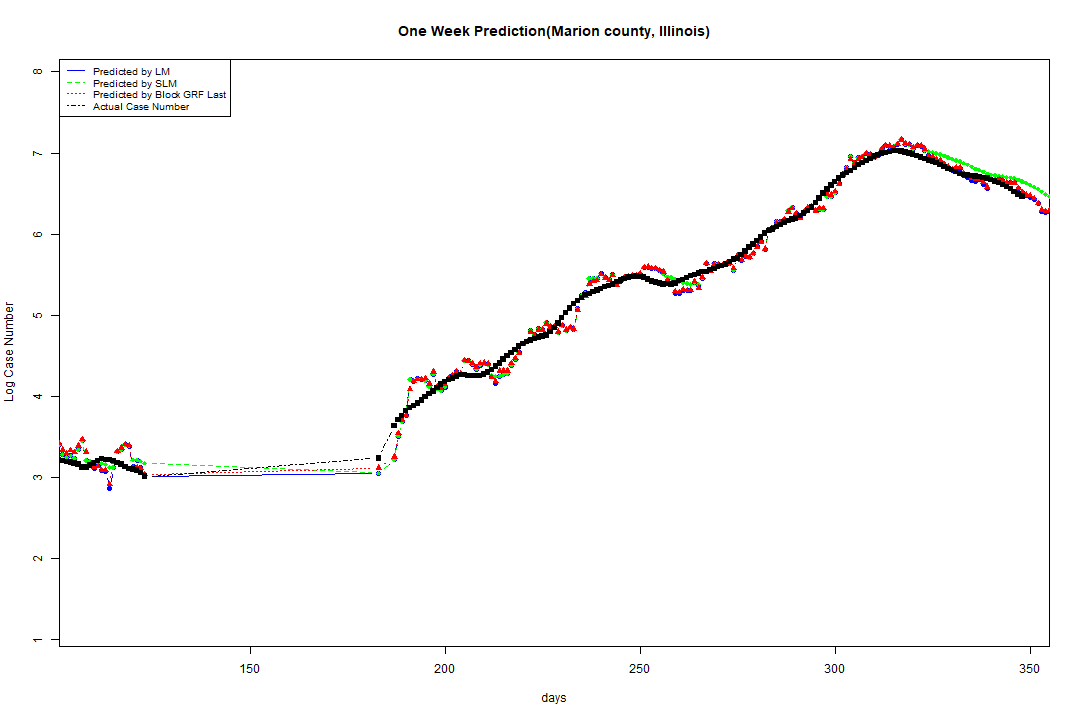 One Week Prediction(Marion county, Illinois)
Predicted by LM
Predicted by SLM
Predicted by Block GRF Last
Actual Case Number
8
7
6
5
4
3
2
1
Log Case Number
150 200 250 300 350
days